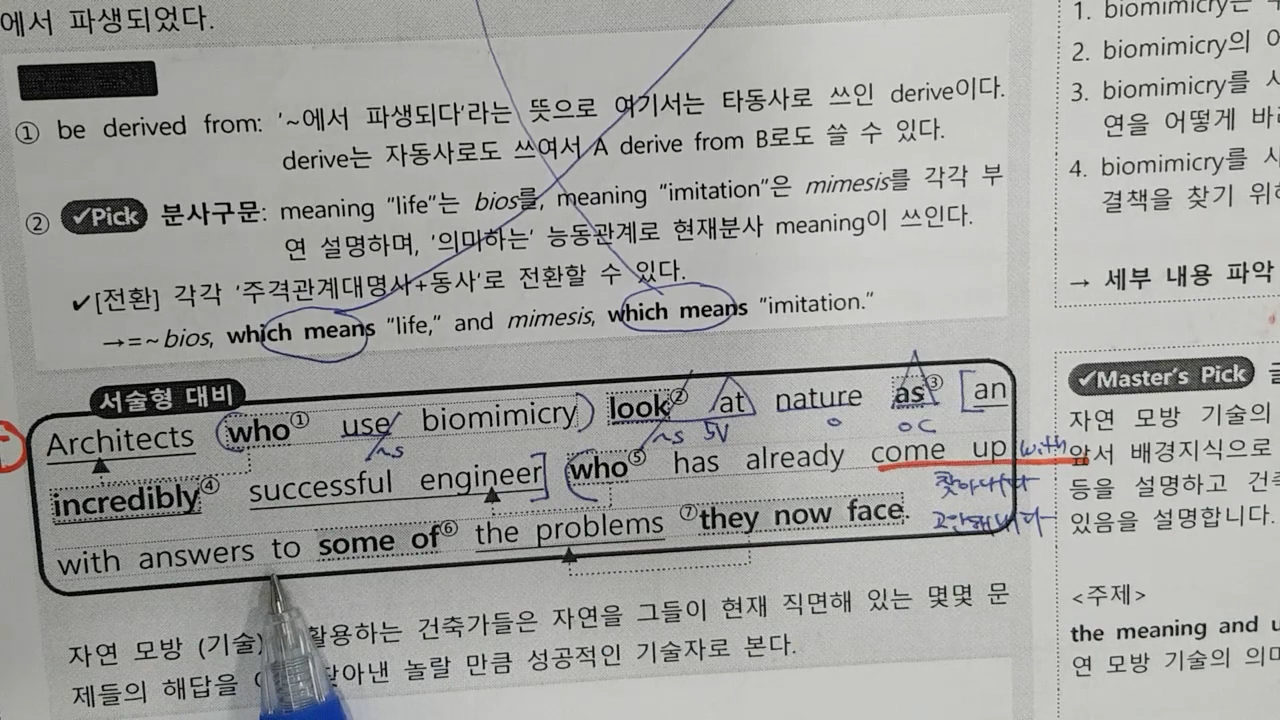 에서 파생되었다.
① be derived from: '~에서 파생되다'라는 뜻으로 여기서는 타동사로 쓰인 derive이다.
derive는 자동사로도 쓰여서 A derive from B로도 쓸 수 있다.
② ✔Pick 분사구문: meaning "life"는 bios를, meaning "imitation"은 mimesis를 각각 부
연 설명하며, '의미하는' 능동관계로 현재분사 meaning이 쓰인다.
✔[전환] 각각 '주격관계대명사+동사'로 전환할 수 있다.
→=~bios, which means "life," and mimesis, which means "imitation."
서술형 대비
Architects who① use biomimicry look② at nature as③ an
~s 5V o oc
incredibly④ successful engineer who⑤ has already come up with
찾아내다
고안해내다
with answers to some of⑥ the problems ⑦they now face.
자연 모방 (기술) 활용하는 건축가들은 자연을 그들이 현재 직면해 있는 몇몇 문
제들의 해답을 찾아낸 놀랄 만큼 성공적인 기술자로 본다.
1. biomimicry는
2. biomimicry의
3. biomimicry를
연을 어떻게
4. biomimicry를
결책을 찾기
→ 세부 내용 파악
✔Master's Pick
자연 모방 기술의
앞서 배경지식으로
등을 설명하고
있음을 설명합니다.
<주제>
the meaning and
연 모방 기술의